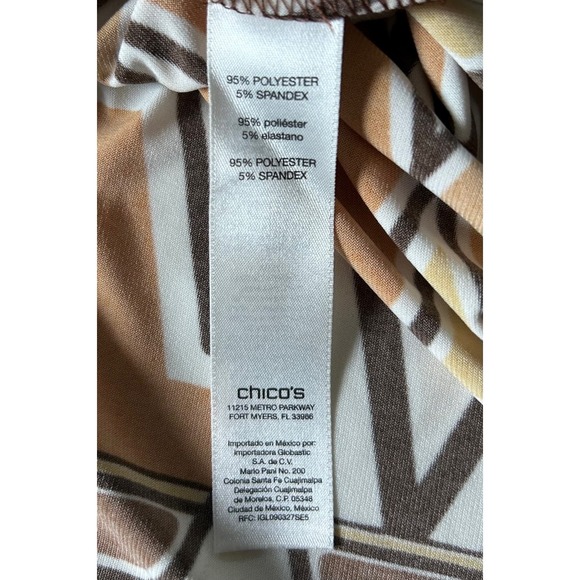 95% POLYESTER
5% SPANDEX
95% poliéster
5% elastano
95% POLYESTER
5% SPANDEX
chico's
11215 METRO PARKWAY
FORT MYERS, FL 33966
Importado en México por:
importadora Globastic
S.A. de C.V.
Mario Pani No. 200
Colonia Santa Fe Cuajimalpa
Delegación Cuajimalpa
de Morelos, C.P. 05348
Ciudad de México, México
RFC: IGL090327SE5